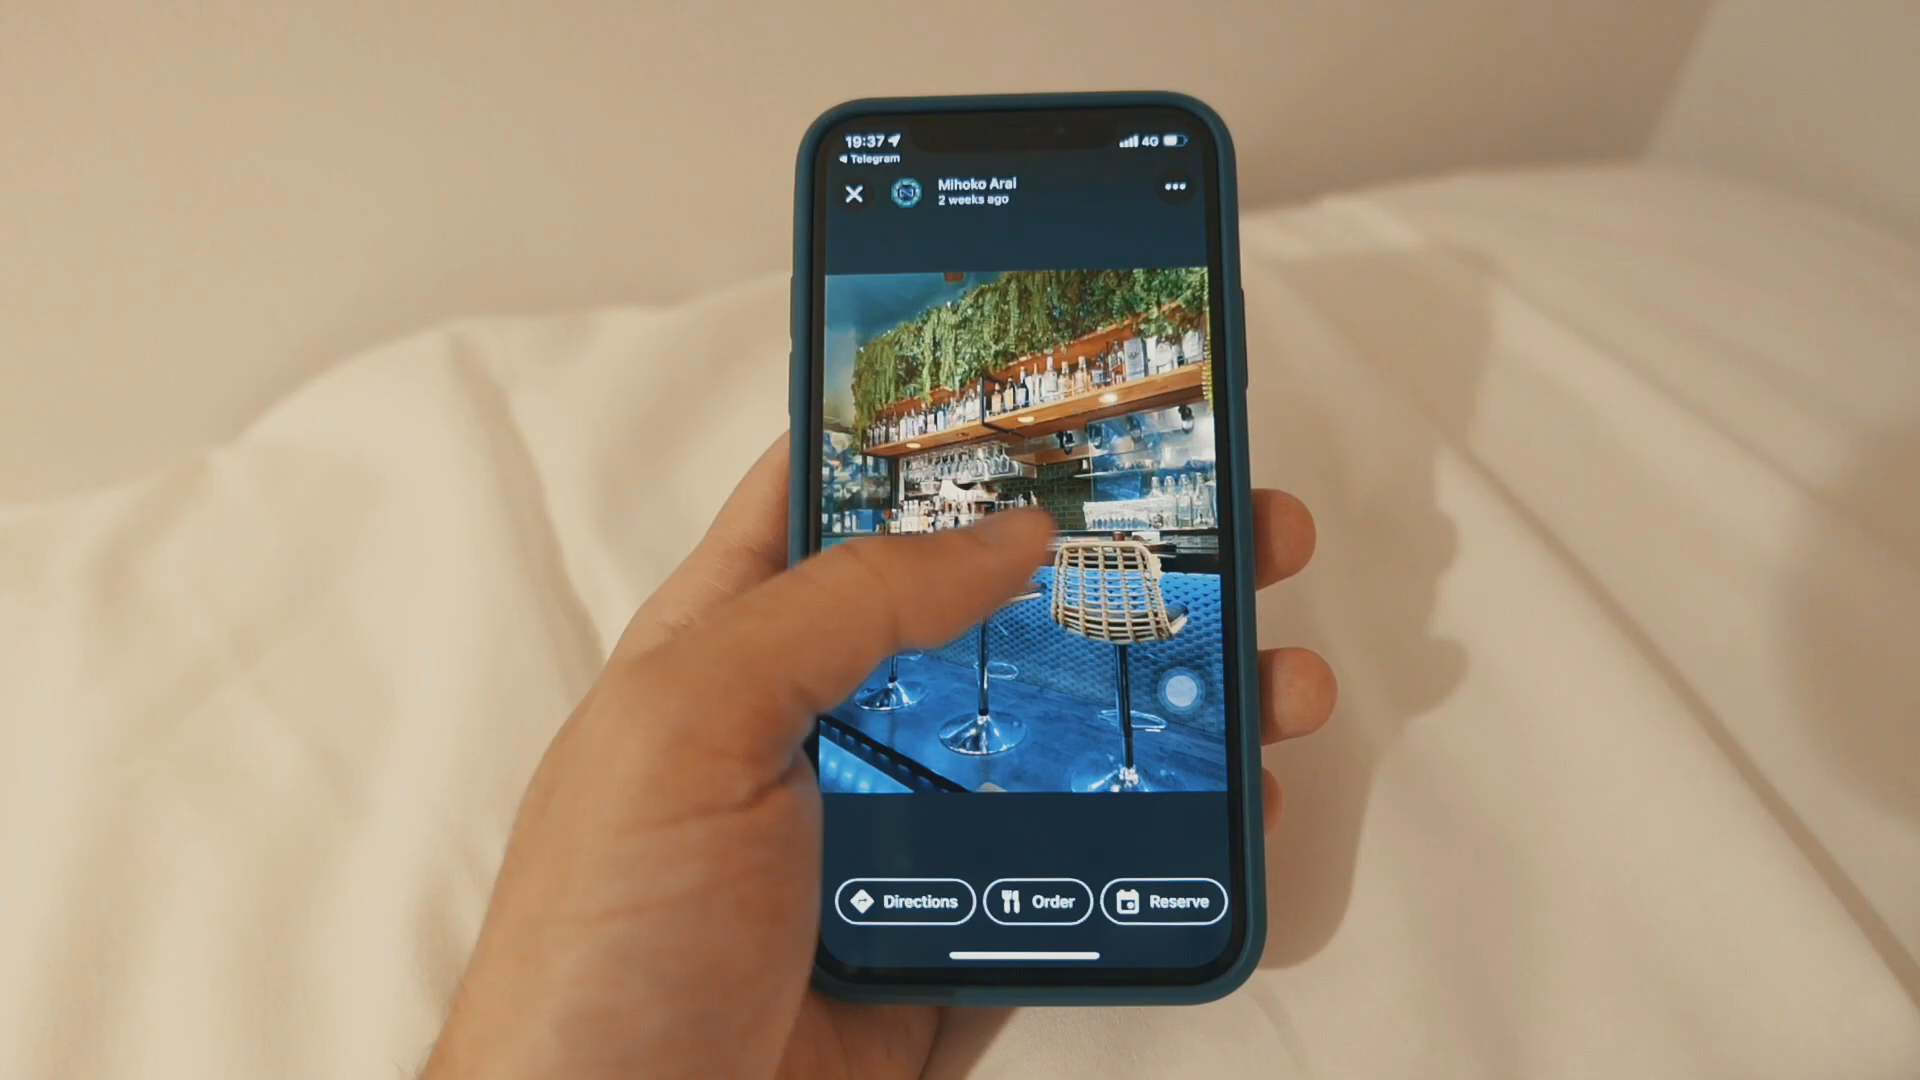 19:37
4G
Telegram
Mihoko Arai
2 weeks ago
Directions
Order
Reserve